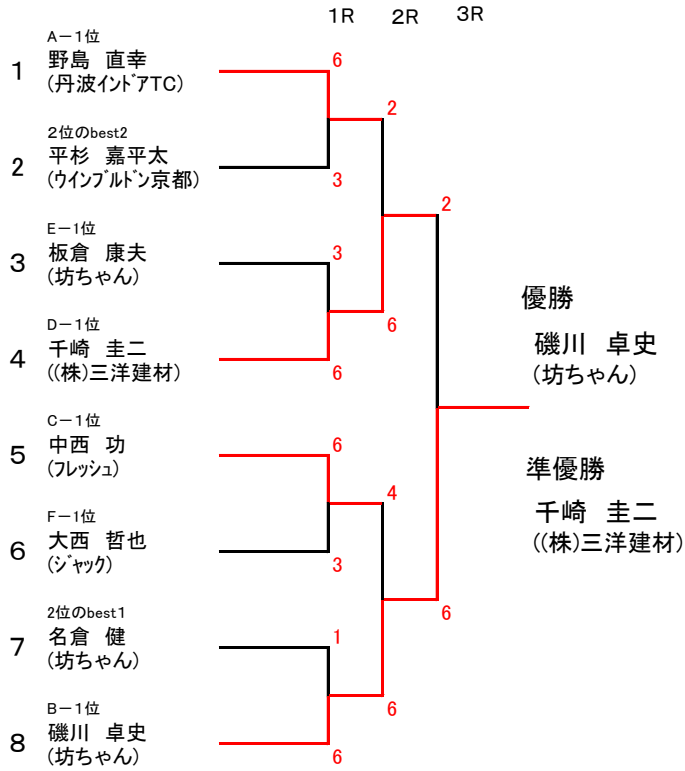 1R 2R 3R
A－1位
1 野島 直幸
(丹波インドアTC)
6
2
2位のbest2
2 平杉 嘉平太
(ウインブルドン京都)
3
2
E－1位
3 板倉 康夫
(坊ちゃん)
3
D－1位
4 千崎 圭二
((株)三洋建材)
6
6
C－1位
5 中西 功
(フレッシュ)
6
4
F－1位
6 大西 哲也
(ジャック)
3
6
2位のbest1
7 名倉 健
(坊ちゃん)
1
B－1位
8 磯川 卓史
(坊ちゃん)
6
6
優勝
磯川 卓史
(坊ちゃん)
準優勝
千崎 圭二
((株)三洋建材)